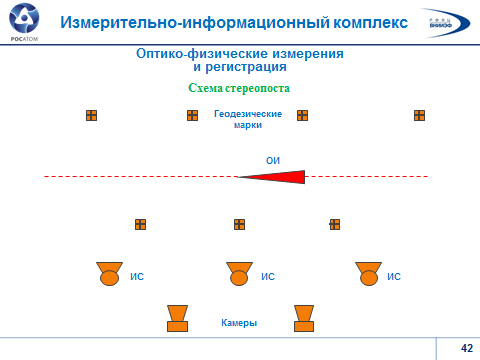 Измерительно-информационный комплекс
РОСАТОМ
Оптико-физические измерения
и регистрация
Схема стереопоста
Геодезические
марки
ОИ
ИС ИС ИС
Камеры
42